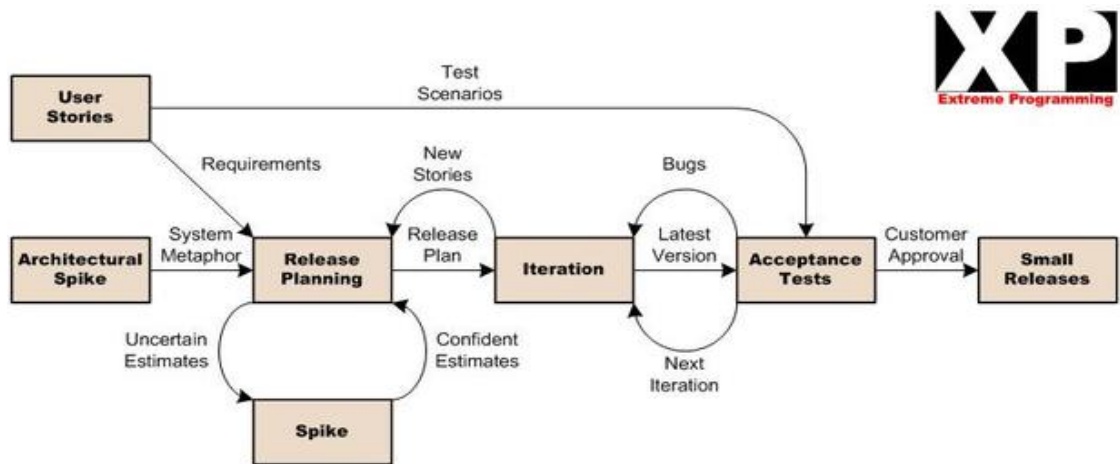 XP
Extreme Programming
User
Stories
Test
Scenarios
Requirements
New
Stories
Bugs
Architectural
Spike
System
Metaphor
Release
Planning
Release
Plan
Iteration
Latest
Version
Acceptance
Tests
Customer
Approval
Small
Releases
Uncertain
Estimates
Confident
Estimates
Next
Iteration
Spike